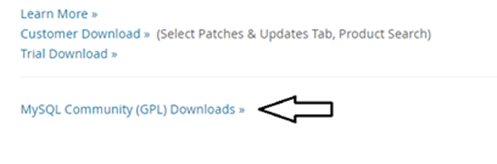 Learn More »
Customer Download » (Select Patches & Updates Tab, Product Search)
Trial Download »
MySQL Community (GPL) Downloads »